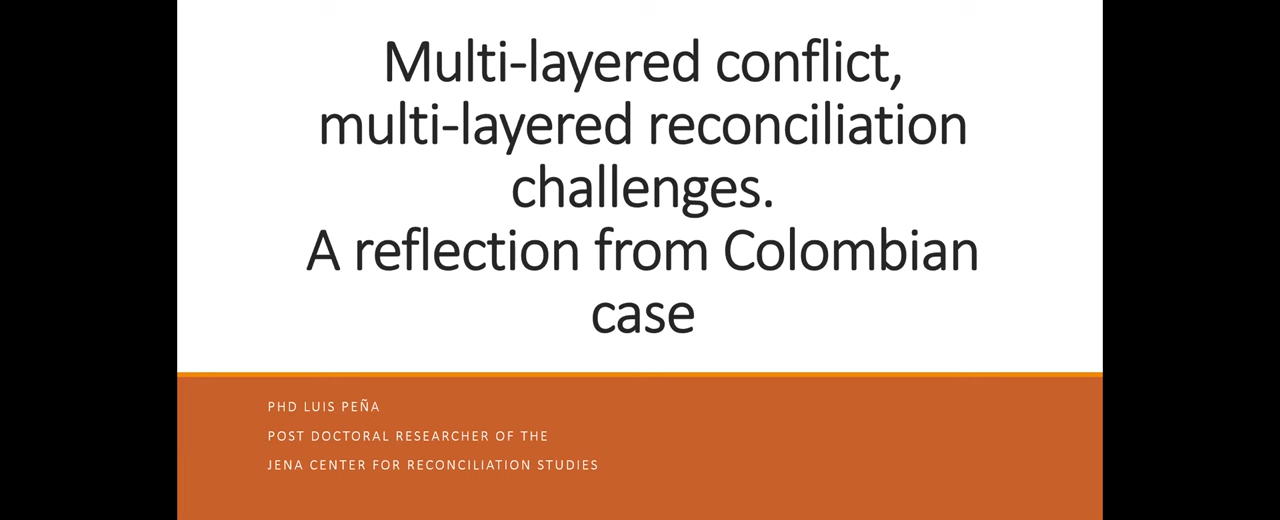 Multi-layered conflict,
multi-layered reconciliation
challenges.
A reflection from Colombian
case
PHD LUIS PEÑA
POST DOCTORAL RESEARCHER OF THE
JENA CENTER FOR RECONCILIATION STUDIES